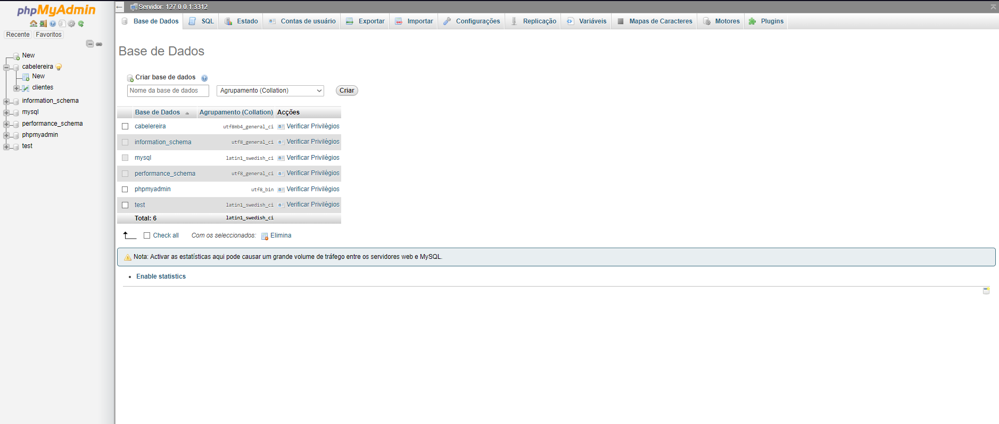 phpMyAdmin
Recente Favoritos
New
cabelereira
New
clientes
information_schema
mysql
performance_schema
phpmyadmin
test
Servidor: 127.0.0.1:3312
Base de Dados SQL Estado Contas de usuário Exportar Importar Configurações Replicação Variáveis Mapas de Caracteres Motores Plugins
Base de Dados
Criar base de dados
Nome da base de dados Agrupamento (Collation) Criar
Base de Dados Agrupamento (Collation) Acções
cabelereira utf8mb4_general_ci Verificar Privilégios
information_schema utf8_general_ci Verificar Privilégios
mysql latin1_swedish_ci Verificar Privilégios
performance_schema utf8_general_ci Verificar Privilégios
phpmyadmin utf8_bin Verificar Privilégios
test latin1_swedish_ci Verificar Privilégios
Total: 6 latin1_swedish_ci
Check all Com os seleccionados: Elimina
Nota: Activar as estatísticas aqui pode causar um grande volume de tráfego entre os servidores web e MySQL.
Enable statistics